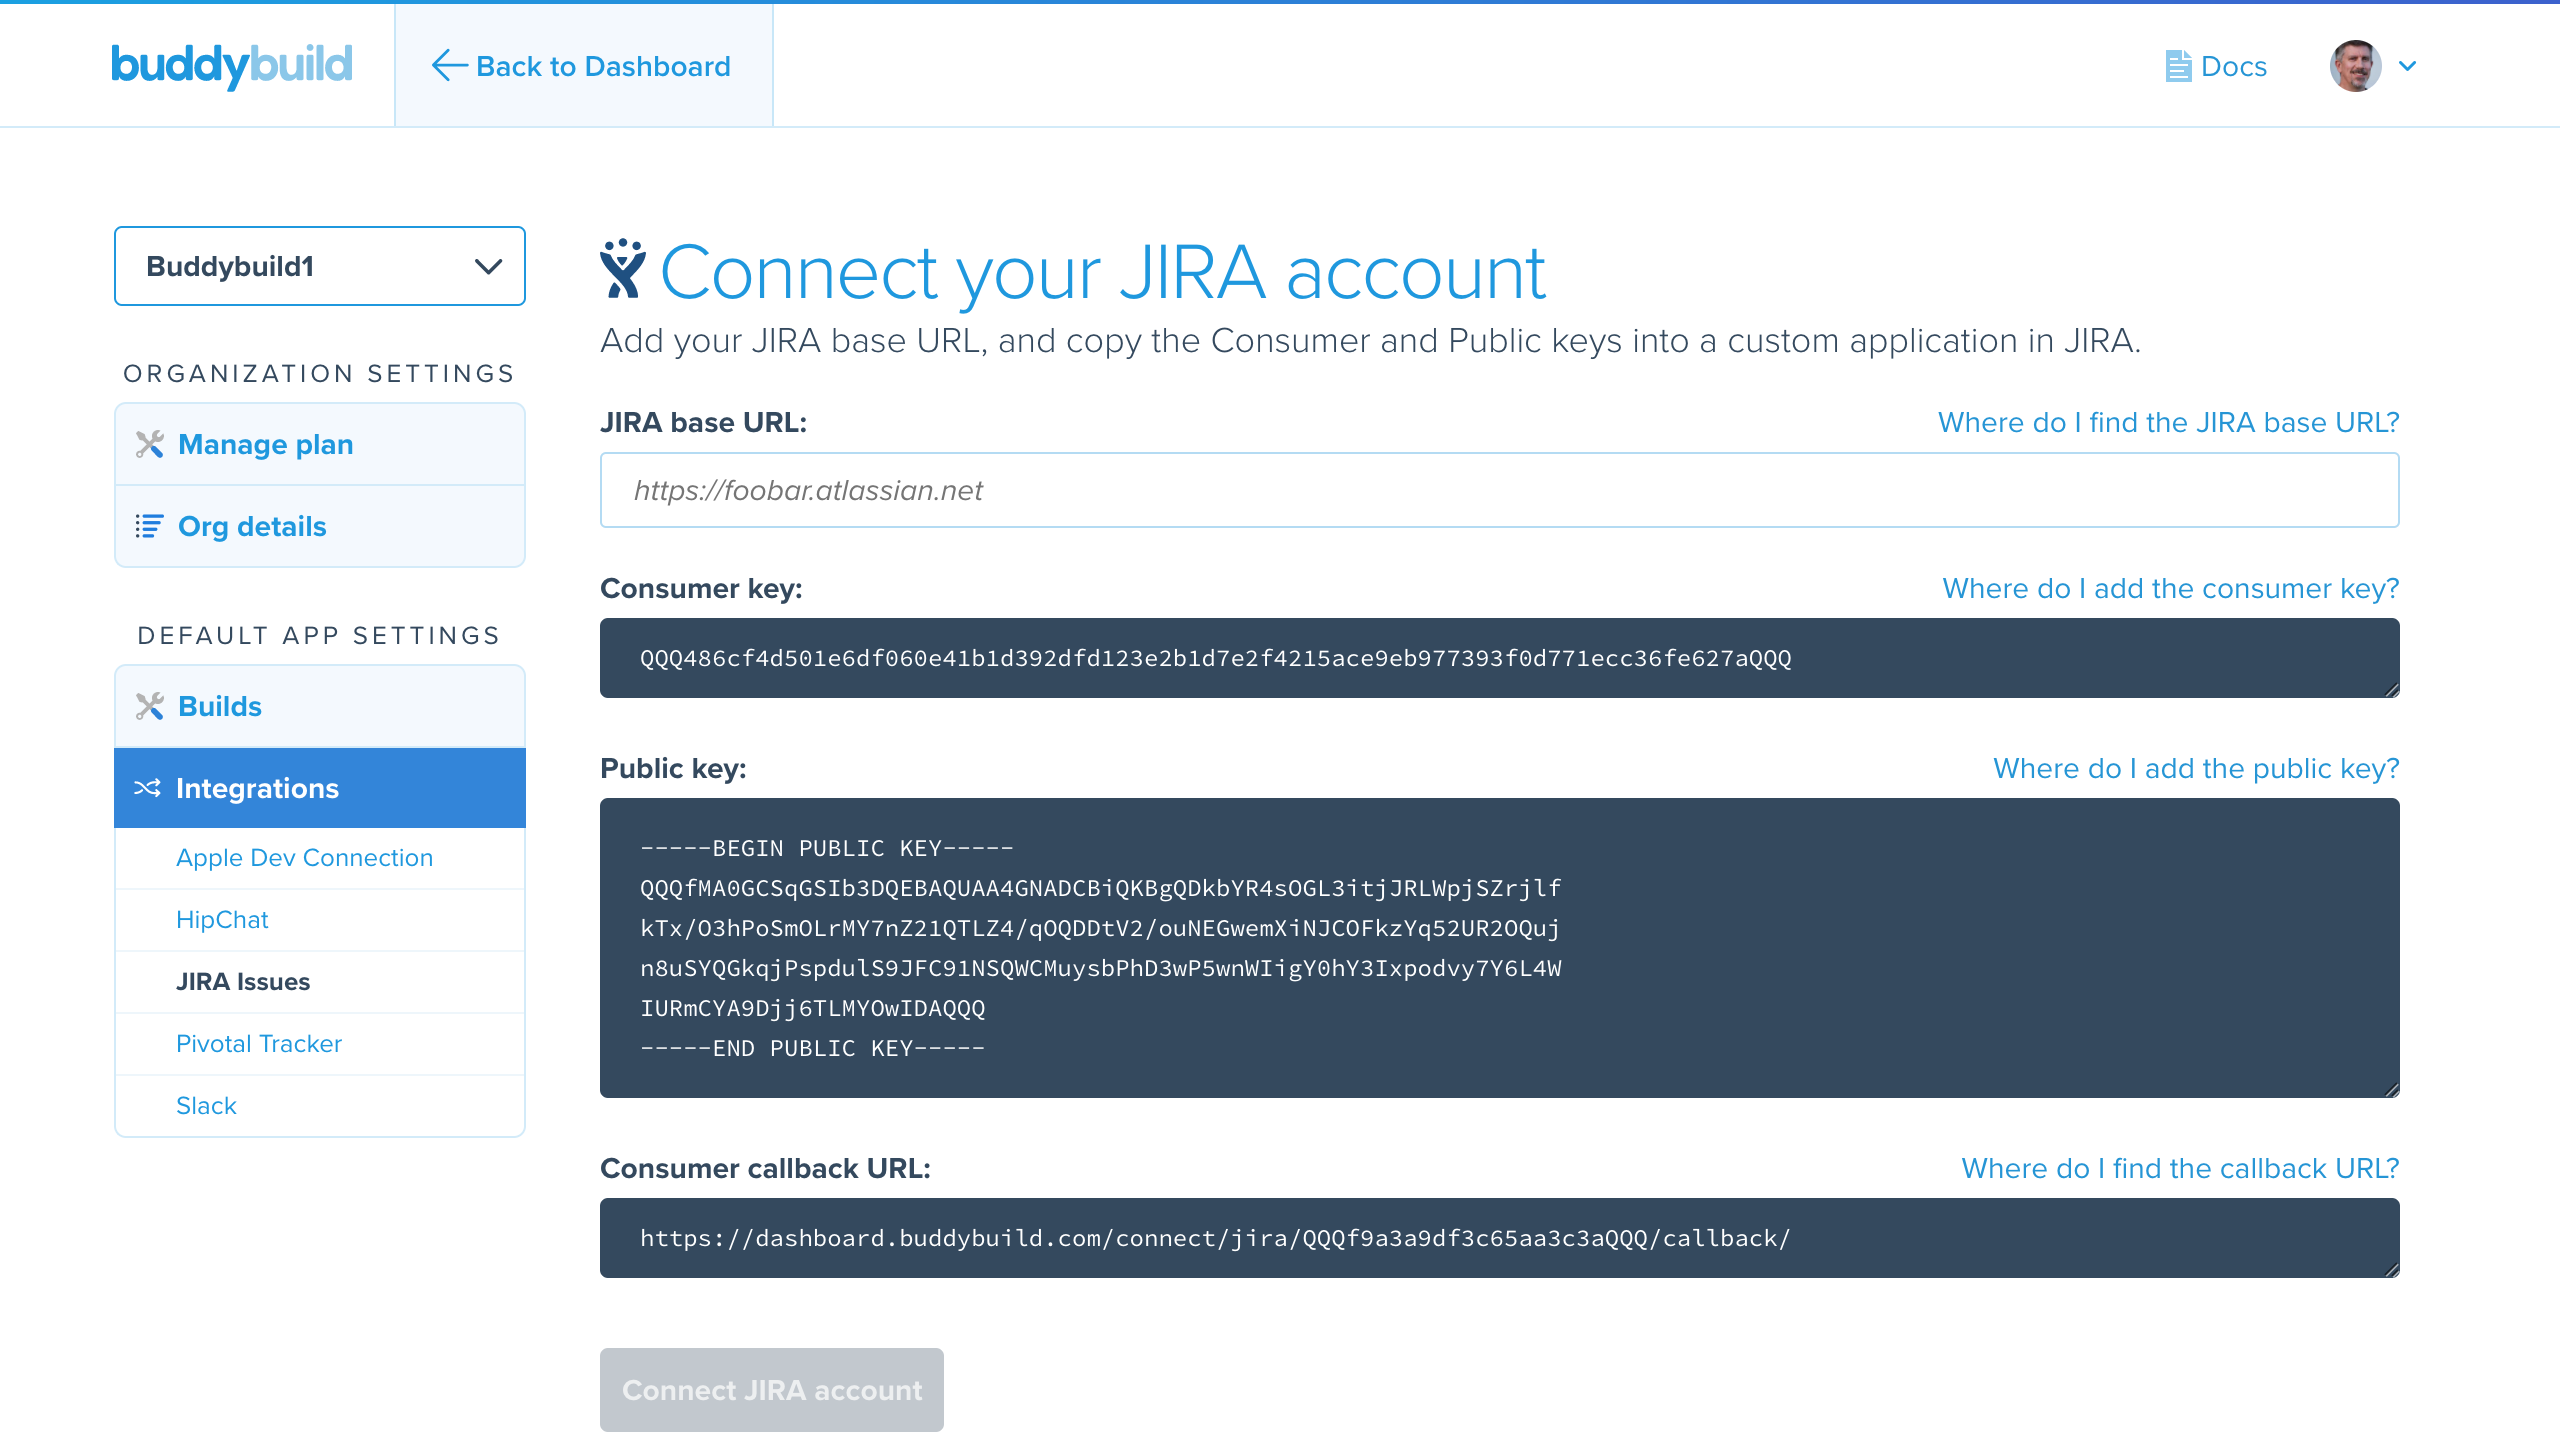 buddybuild
Back to Dashboard
Docs
Buddybuild1
ORGANIZATION SETTINGS
Manage plan
Org details
DEFAULT APP SETTINGS
Builds
Integrations
Apple Dev Connection
HipChat
JIRA Issues
Pivotal Tracker
Slack
Connect your JIRA account
Add your JIRA base URL, and copy the Consumer and Public keys into a custom application in JIRA.
JIRA base URL:
Where do I find the JIRA base URL?
https://foobar.atlassian.net
Consumer key:
Where do I add the consumer key?
QQQ486cf4d501e6df060e41b1d392dfd123e2b1d7e2f4215ace9eb977393f0d771ecc36fe627aQQQ
Public key:
Where do I add the public key?
-----BEGIN PUBLIC KEY-----
QQQfMA0GCSqGSIb3DQEBAQUAA4GNADCBiQKBgQDkbYR4sOGL3itjJRLWpjSZrjlf
kTx/O3hPoSmOLrMY7nZ21QTLZ4/qOQDDtV2/ouNEGwemXiNJCOFkzYq52UR2OQuj
n8uSYQGkqjPspdulS9JFC91NSQWCMuysbPhD3wP5wnWIigY0hY3Ixpodvy7Y6L4W
IURmCYA9Djj6TLMYOwIDAQQQ
-----END PUBLIC KEY-----
Consumer callback URL:
Where do I find the callback URL?
https://dashboard.buddybuild.com/connect/jira/QQQf9a3a9df3c65aa3c3aQQQ/callback/
Connect JIRA account